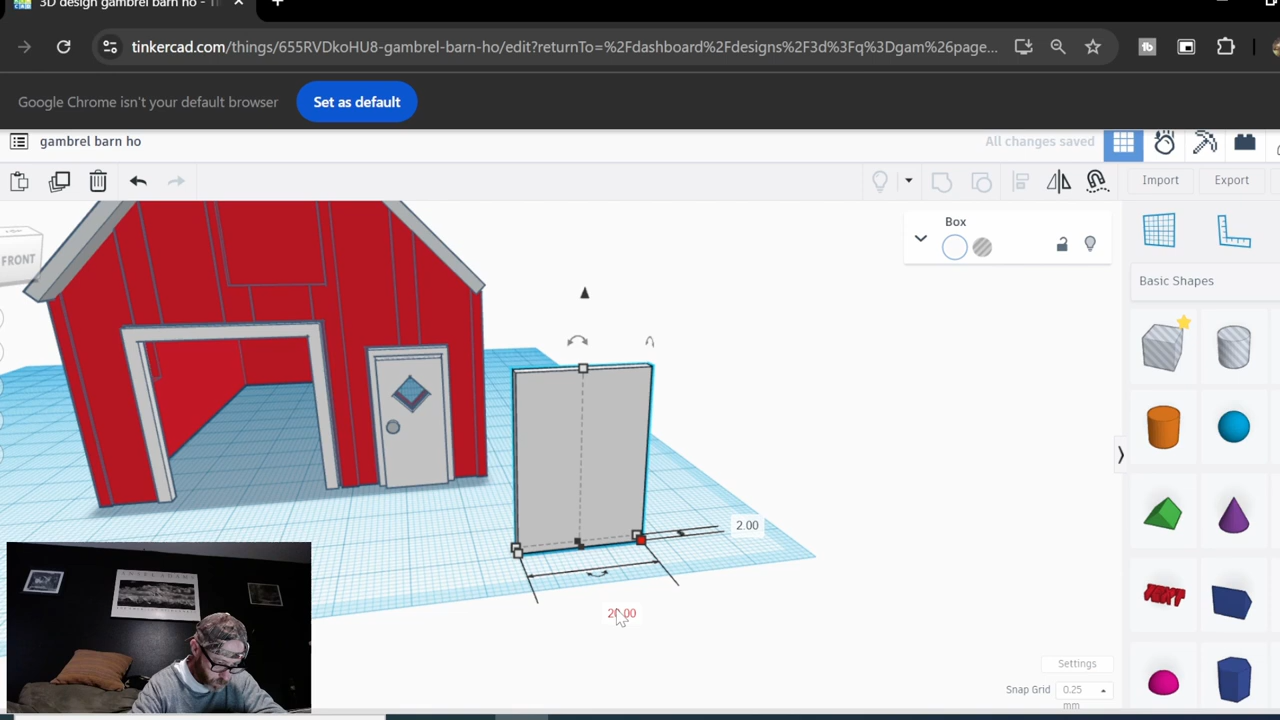 3D design gambrel barn ho - Ti
tinkercad.com/things/655RVDkoHU8-gambrel-barn-ho/edit?returnTo=%2Fdashboard%2Fdesigns%2F3d%3Fq%3Dgam%26page...
Google Chrome isn't your default browser
Set as default
gambrel barn ho
All changes saved
Import
Export
FRONT
Box
Basic Shapes
TEXT
2.00
Settings
Snap Grid
0.25
mm